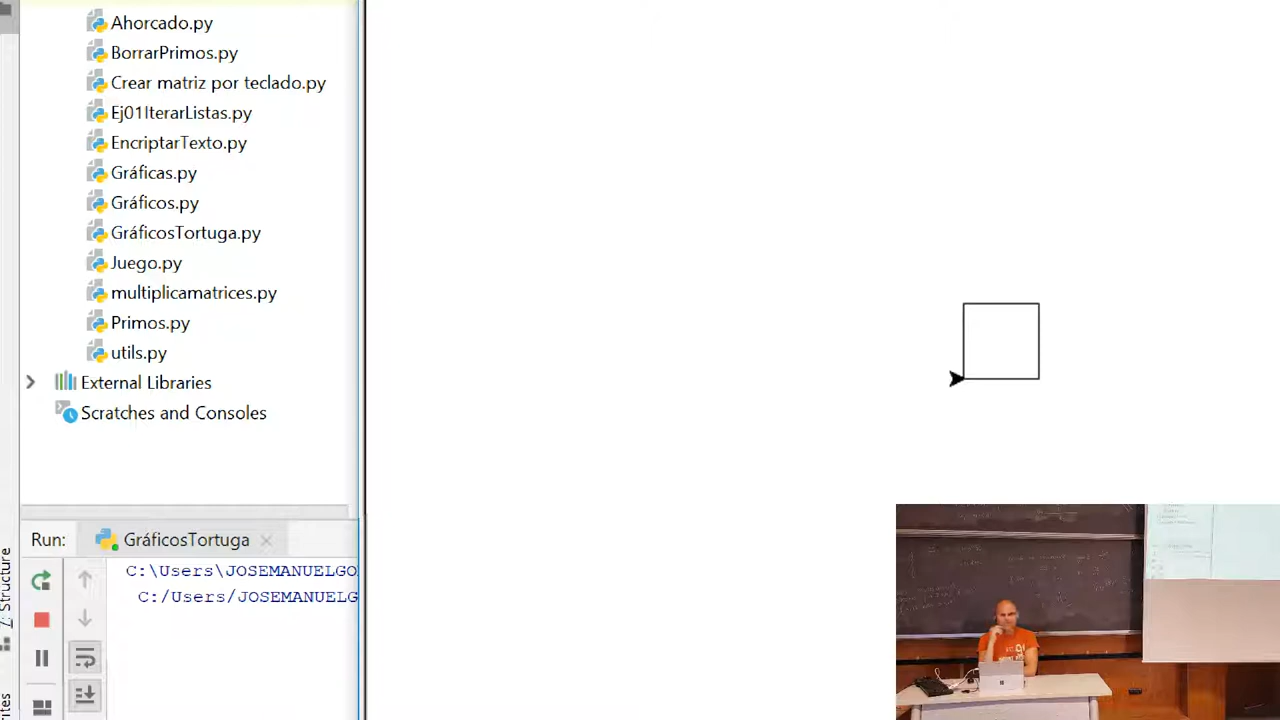 Ahorcado.py
BorrarPrimos.py
Crear matriz por teclado.py
Ej01IterarListas.py
EncriptarTexto.py
Gráficas.py
Gráficos.py
GráficosTortuga.py
Juego.py
multiplicamatrices.py
Primos.py
utils.py
External Libraries
Scratches and Consoles
Run: GráficosTortuga
C:\Users\JOSEMANUELGO
C:/Users/JOSEMANUELG
7: Structure